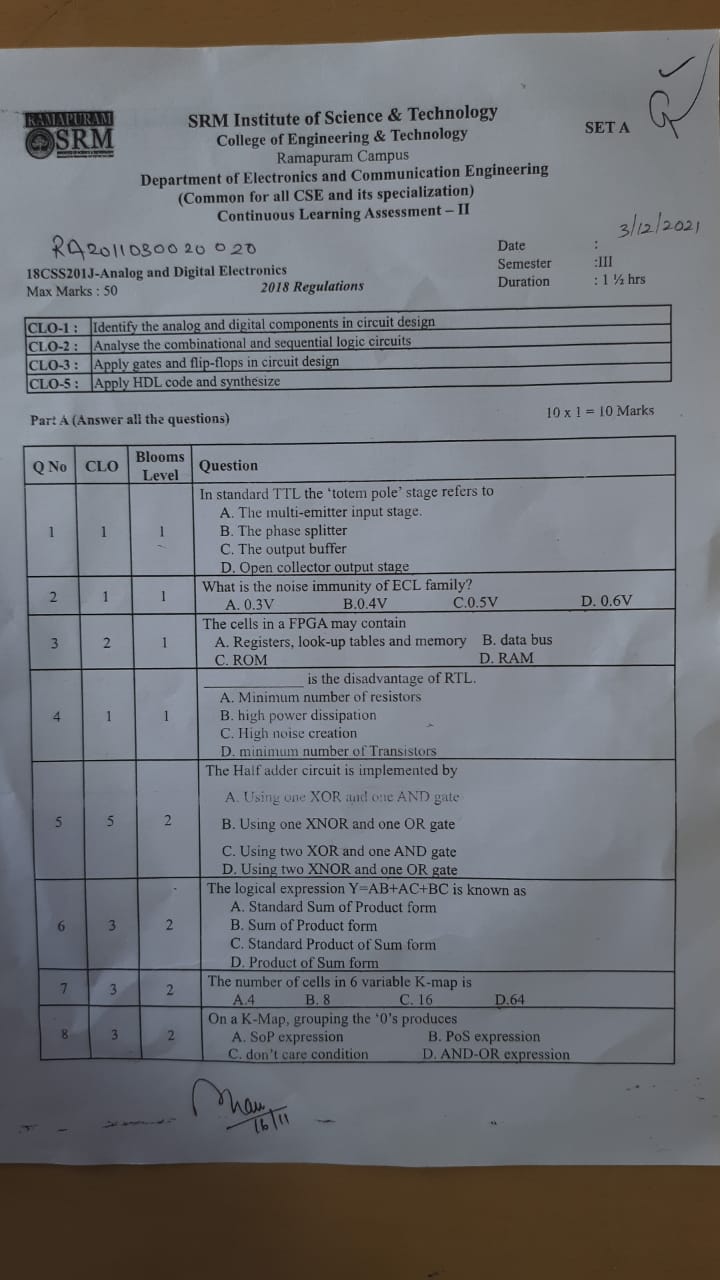 RAMAPURAM
SRM
SRM Institute of Science & Technology
College of Engineering & Technology
Ramapuram Campus
Department of Electronics and Communication Engineering
(Common for all CSE and its specialization)
Continuous Learning Assessment – II
SET A
3/12/2021
RA2011030020020
Date :
18CSS201J-Analog and Digital Electronics
Semester :III
Max Marks : 50 2018 Regulations
Duration : 1 ½ hrs
CLO-1 : Identify the analog and digital components in circuit design
CLO-2 : Analyse the combinational and sequential logic circuits
CLO-3 : Apply gates and flip-flops in circuit design
CLO-5 : Apply HDL code and synthesize
Part A (Answer all the questions) 10 x 1 = 10 Marks
Q No CLO Blooms Level Question
1 1 1 In standard TTL the ‘totem pole’ stage refers to
A. The multi-emitter input stage.
B. The phase splitter
C. The output buffer
D. Open collector output stage
2 1 1 What is the noise immunity of ECL family?
A. 0.3V B.0.4V C.0.5V D. 0.6V
3 2 1 The cells in a FPGA may contain
A. Registers, look-up tables and memory B. data bus
C. ROM D. RAM
4 1 1 ____________ is the disadvantage of RTL.
A. Minimum number of resistors
B. high power dissipation
C. High noise creation
D. minimum number of Transistors
5 5 2 The Half adder circuit is implemented by
A. Using one XOR and one AND gate
B. Using one XNOR and one OR gate
C. Using two XOR and one AND gate
D. Using two XNOR and one OR gate
6 3 2 The logical expression Y=AB+AC+BC is known as
A. Standard Sum of Product form
B. Sum of Product form
C. Standard Product of Sum form
D. Product of Sum form
7 3 2 The number of cells in 6 variable K-map is
A.4 B. 8 C. 16 D.64
8 3 2 On a K-Map, grouping the ‘0’s produces
A. SoP expression B. PoS expression
C. don’t care condition D. AND-OR expression
16/11